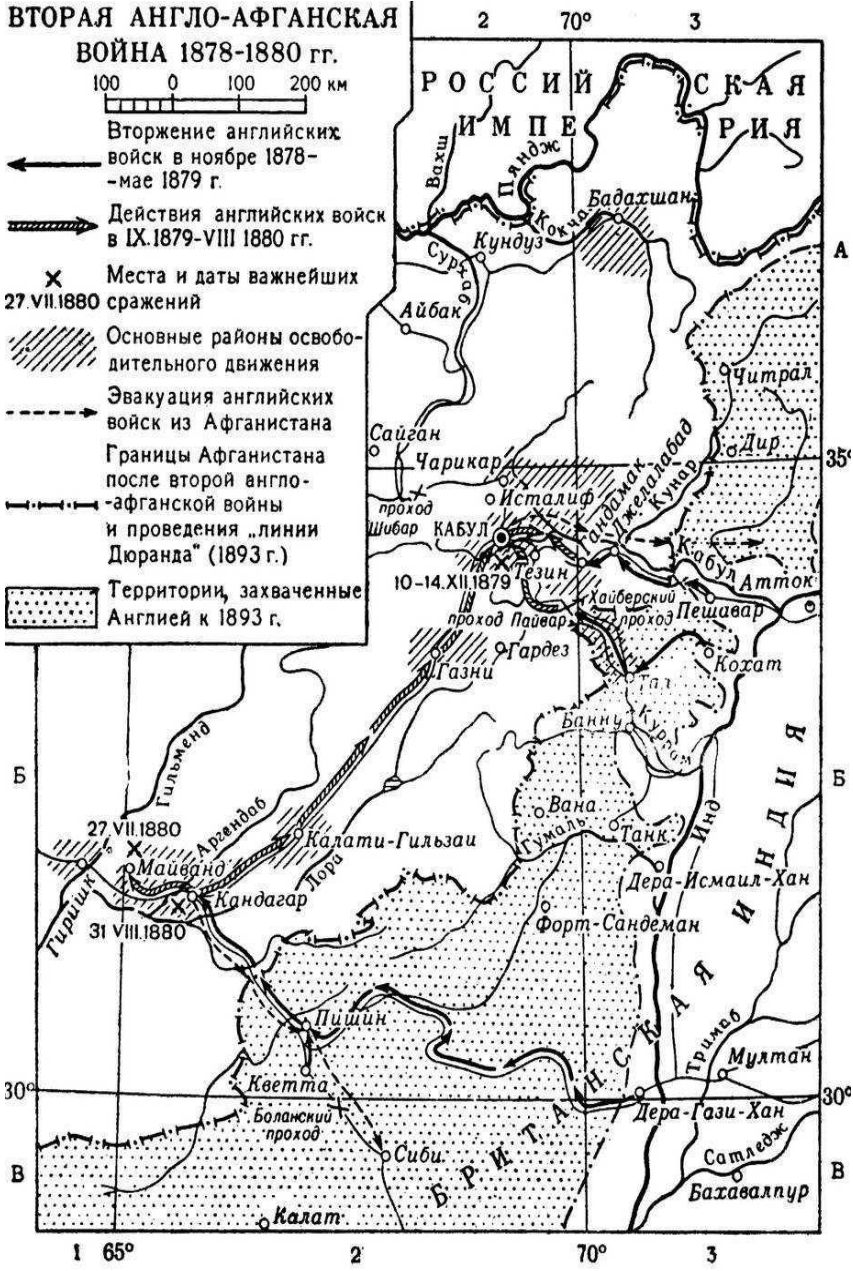 ВТОРАЯ АНГЛО-АФГАНСКАЯ
ВОЙНА 1878-1880 гг.
100 0 100 200 км
Вторжение английских
войск в ноябре 1878-
-мае 1879 г.
Действия английских войск
в IX.1879-VIII 1880 гг.
27.VII.1880
Места и даты важнейших
сражений
Основные районы освобо-
дительного движения
Эвакуация английских
войск из Афганистана
Границы Афганистана
после второй англо-
-афганской войны
и проведения „линии
Дюранда" (1893 г.)
Территории, захваченные
Англией к 1893 г.
2 70° 3
РОССИЙСКАЯ
ИМПЕРИЯ
Вахш
Пяндж
Кокча
Бадахшан
Кундуз
Сурхаб
А
Айбак
Читрал
Сайган
Дир
35°
Чарикар
Исталиф
Гандамак
Джелалабад
Кунар
проход
Шибар
КАБУЛ
Кабул
Тезин
10-14.XII.1879
Атток
Хайберский
проход
Пешавар
проход Пайвар
Гардез
Газни
Кохат
Тал
Банну
Куррам
Гильменд
Б
Б
Вана
Гумаль
Танк
Инд
27.VII.1880
Аргендаб
Калати-Гильзаи
Майванд
Лора
Дера-Исмаил-Хан
Гиришк
Кандагар
31 VIII.1880
Форт-Сандеман
БРИТАНСКАЯ ИНДИЯ
Пишин
Тримаб
Мултан
Кветта
30°
30°
Боланский
проход
Дера-Гази-Хан
Сиби
Сатледж
В
В
Бахавалпур
Калат
1 65° 2 70° 3